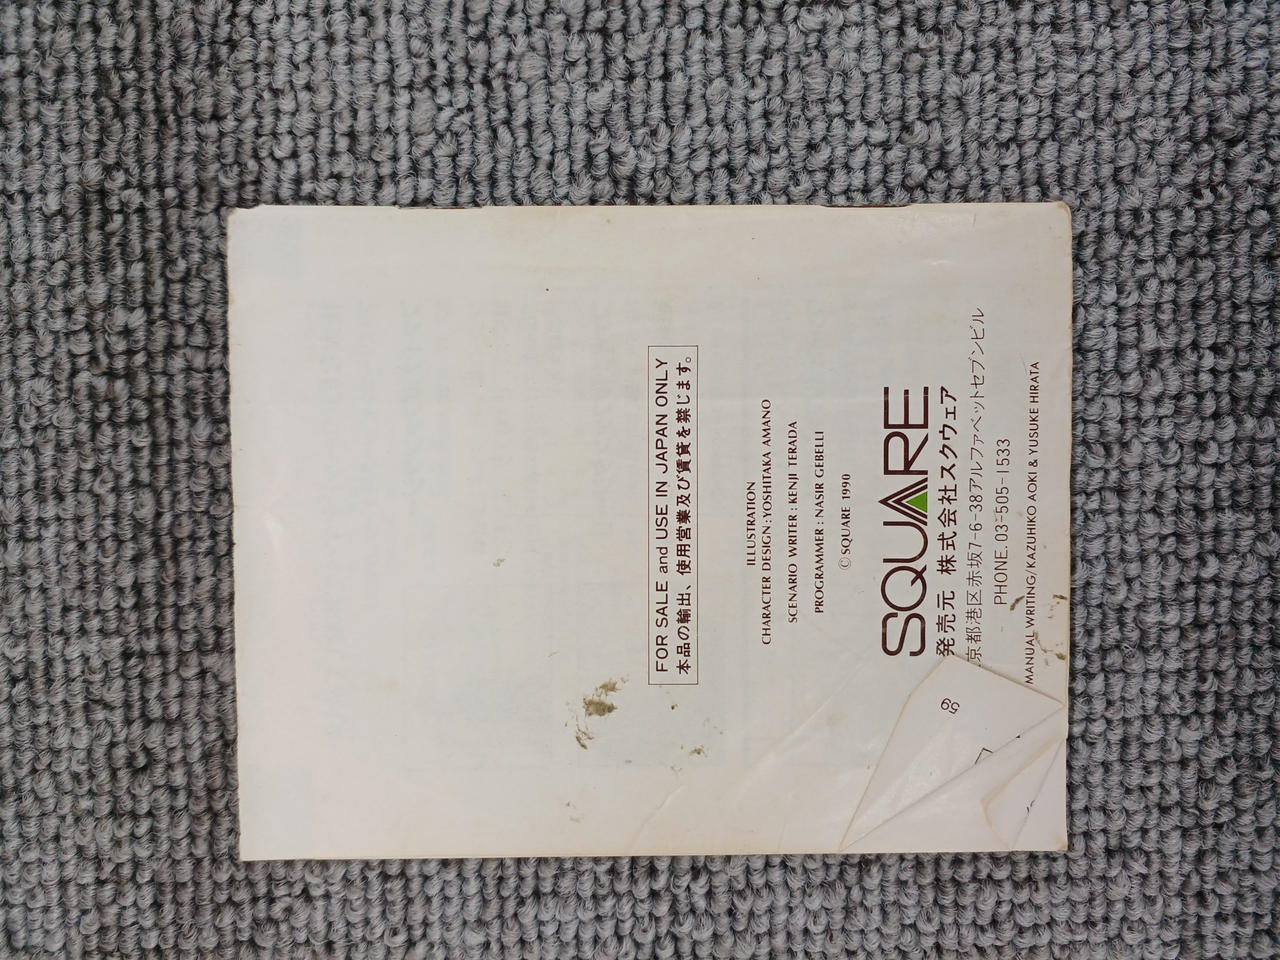 FOR SALE and USE IN JAPAN ONLY
本品の輸出、使用営業及び賃貸を禁じます。
ILLUSTRATION
CHARACTER DESIGN:YOSHITAKA AMANO
SCENARIO WRITER : KENJI TERADA
PROGRAMMER : NASIR GEBELLI
© SQUARE 1990
SQUARE
発売元 株式会社スクウェア
京都港区赤坂7-6-38アルファベットセブンビル
PHONE. 03-505-1533
MANUAL WRITING/KAZUHIKO AOKI & YUSUKE HIRATA
59